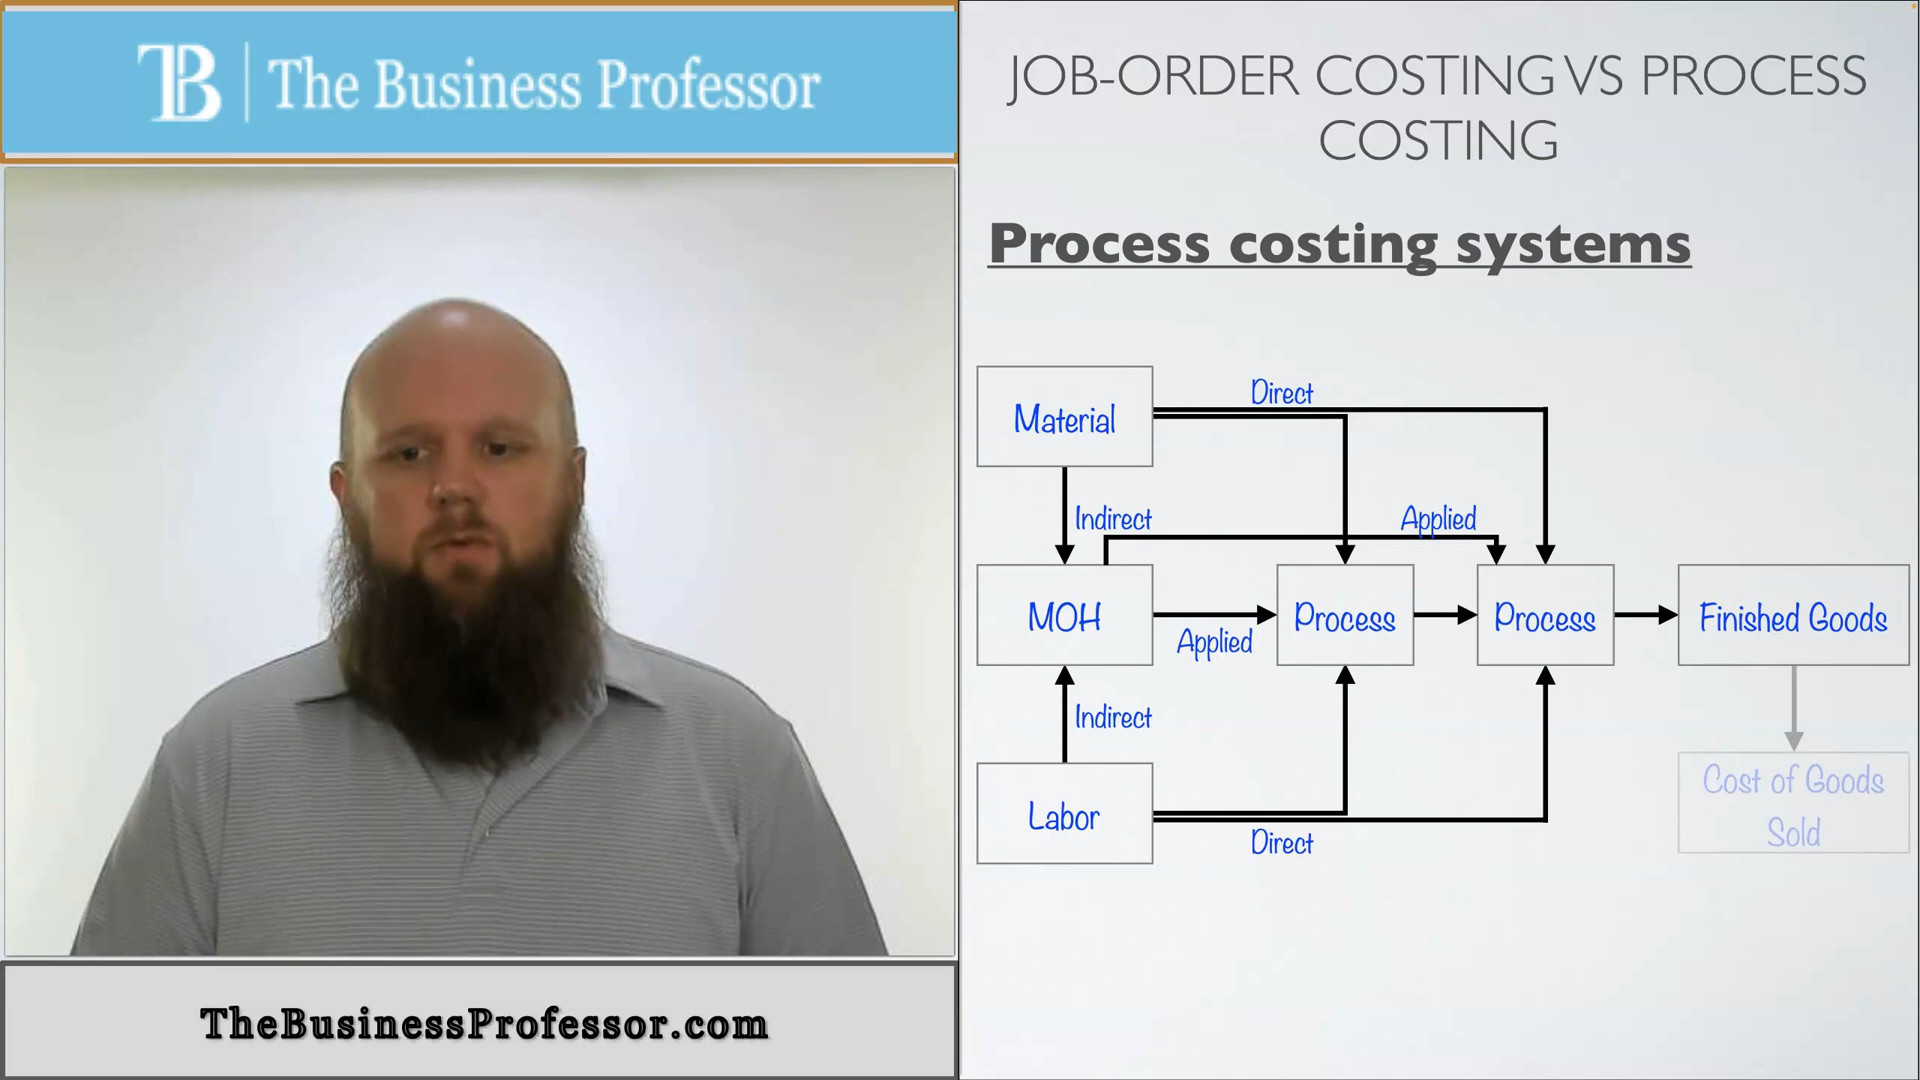 TB The Business Professor
TheBusinessProfessor.com
JOB-ORDER COSTING VS PROCESS
COSTING
Process costing systems
Direct
Material
Indirect
Applied
MOH
Process
Process
Finished Goods
Applied
Indirect
Cost of Goods
Sold
Labor
Direct